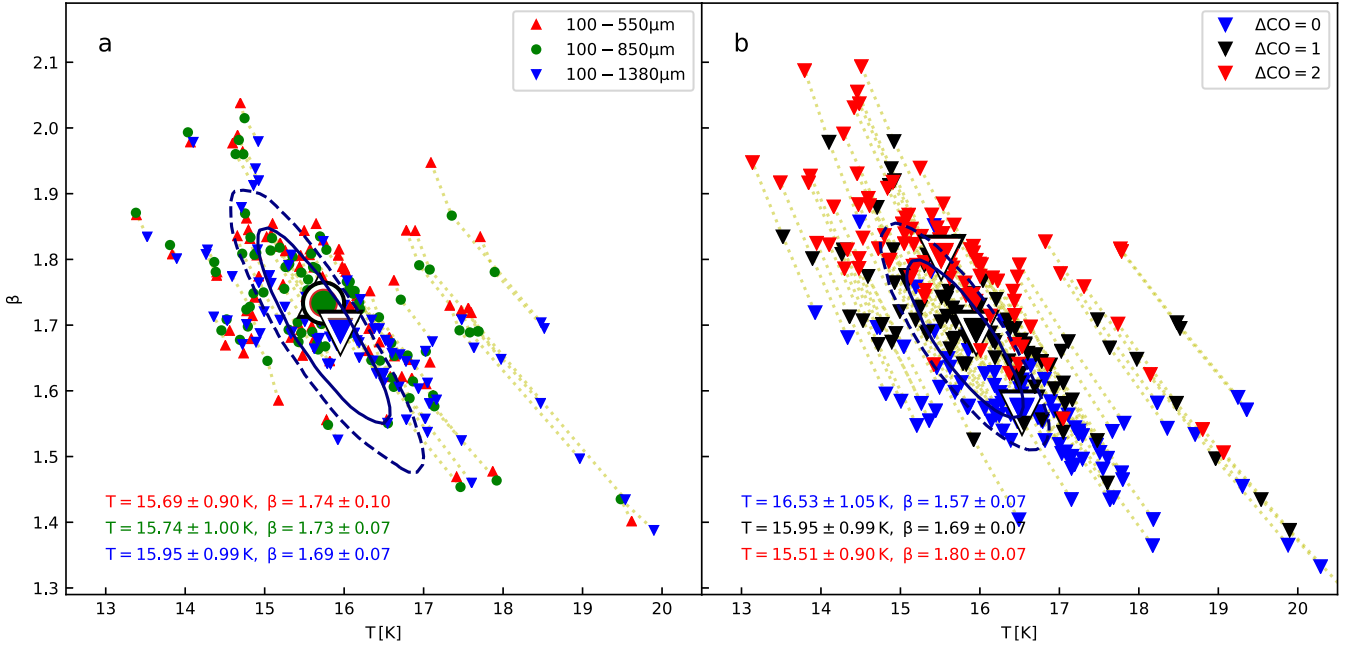 a
100 − 550μm
100 − 850μm
100 − 1380μm
b
ΔCO = 0
ΔCO = 1
ΔCO = 2
2.1
2.0
1.9
1.8
1.7
1.6
1.5
1.4
1.3
β
T = 15.69 ± 0.90 K, β = 1.74 ± 0.10
T = 15.74 ± 1.00 K, β = 1.73 ± 0.07
T = 15.95 ± 0.99 K, β = 1.69 ± 0.07
T = 16.53 ± 1.05 K, β = 1.57 ± 0.07
T = 15.95 ± 0.99 K, β = 1.69 ± 0.07
T = 15.51 ± 0.90 K, β = 1.80 ± 0.07
13 14 15 16 17 18 19 20
T [K]
13 14 15 16 17 18 19 20
T [K]